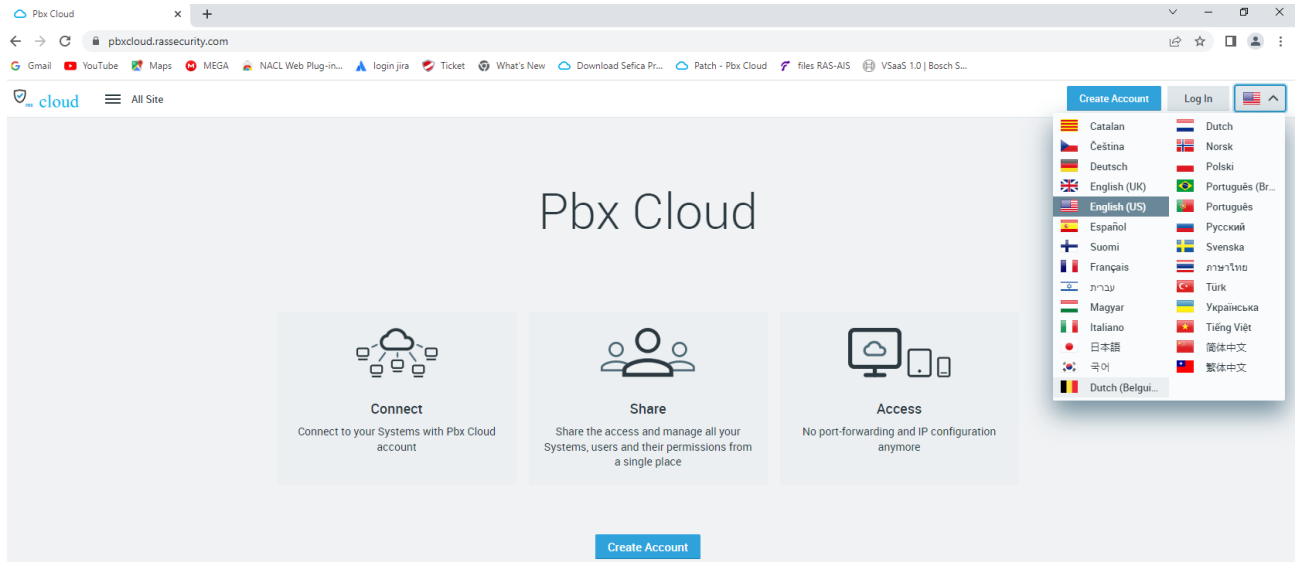 Pbx Cloud
pbxcloud.rassecurity.com
Gmail YouTube Maps MEGA NACL Web Plug-in... login jira Ticket What's New Download Sefica Pr... Patch - Pbx Cloud files RAS-AIS VSaaS 1.0 | Bosch S...
cloud All Site Create Account Log In
Catalan Dutch
Čeština Norsk
Deutsch Polski
English (UK) Português (Br...
English (US) Português
Español Русский
Suomi Svenska
Français ภาษาไทย
עברית Türk
Magyar Українська
Italiano Tiếng Việt
日本語 简体中文
국어 繁体中文
Dutch (Belgui...
Pbx Cloud
Connect Share Access
Connect to your Systems with Pbx Cloud
account
Share the access and manage all your
Systems, users and their permissions from
a single place
No port-forwarding and IP configuration
anymore
Create Account